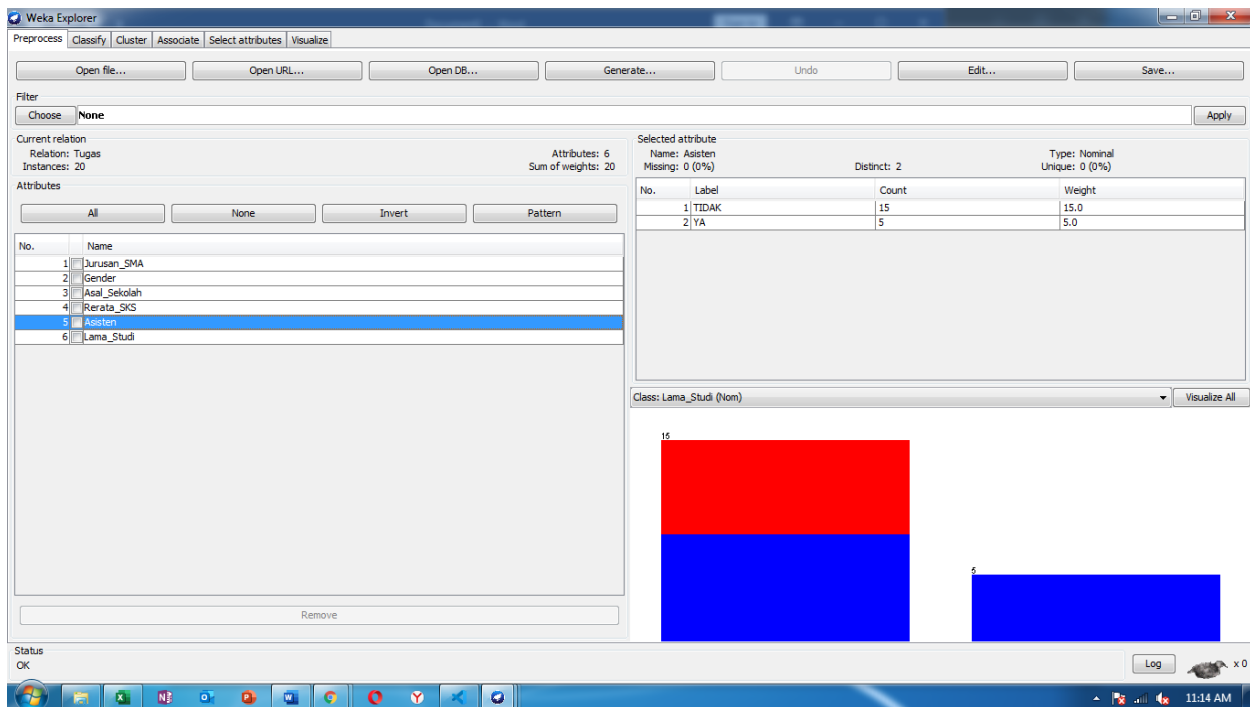 Weka Explorer
Preprocess Classify Cluster Associate Select attributes Visualize
Open file... Open URL... Open DB... Generate... Undo Edit... Save...
Filter
Choose None Apply
Current relation
Relation: Tugas Attributes: 6
Instances: 20 Sum of weights: 20
Attributes
All None Invert Pattern
No. Name
1 Jurusan_SMA
2 Gender
3 Asal_Sekolah
4 Rerata_SKS
5 Asisten
6 Lama_Studi
Remove
Selected attribute
Name: Asisten Type: Nominal
Missing: 0 (0%) Distinct: 2 Unique: 0 (0%)
No. Label Count Weight
1 TIDAK 15 15.0
2 YA 5 5.0
Class: Lama_Studi (Nom) Visualize All
15
5
Status
OK
Log x 0
11:14 AM